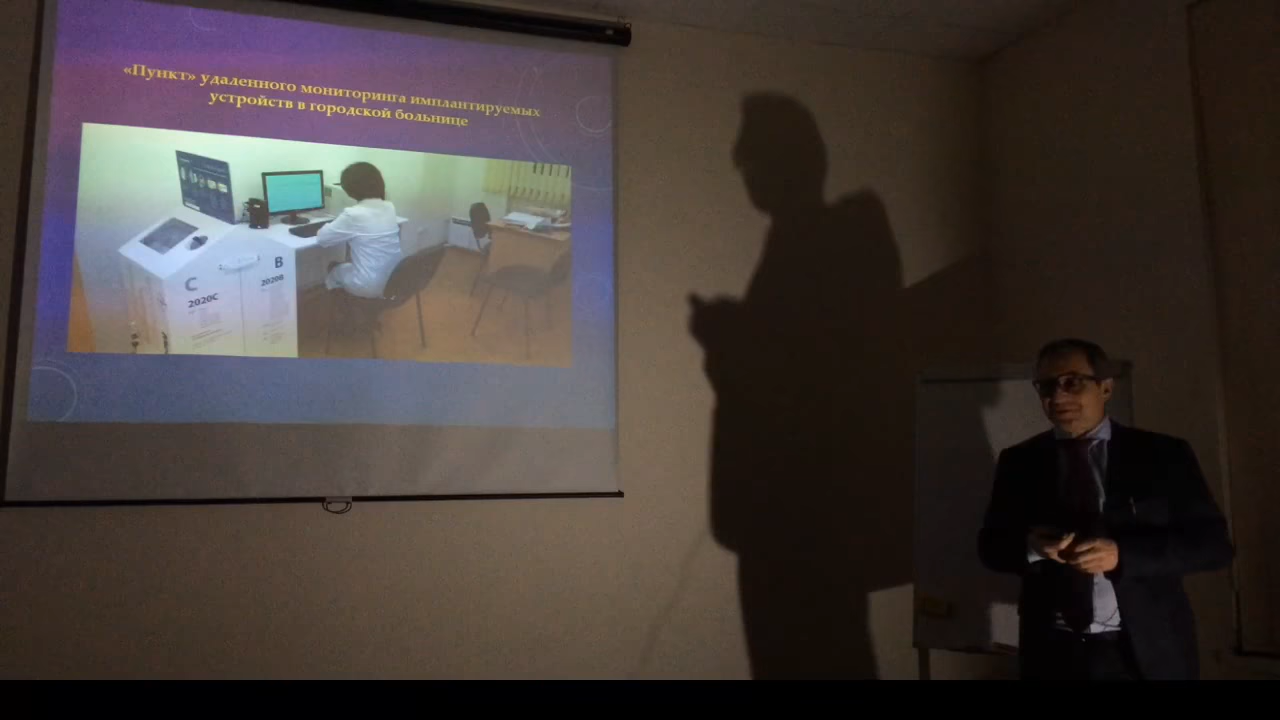 «Пункт» удаленного мониторинга имплантируемых
устройств в городской больнице
C
2020C
B
2020B